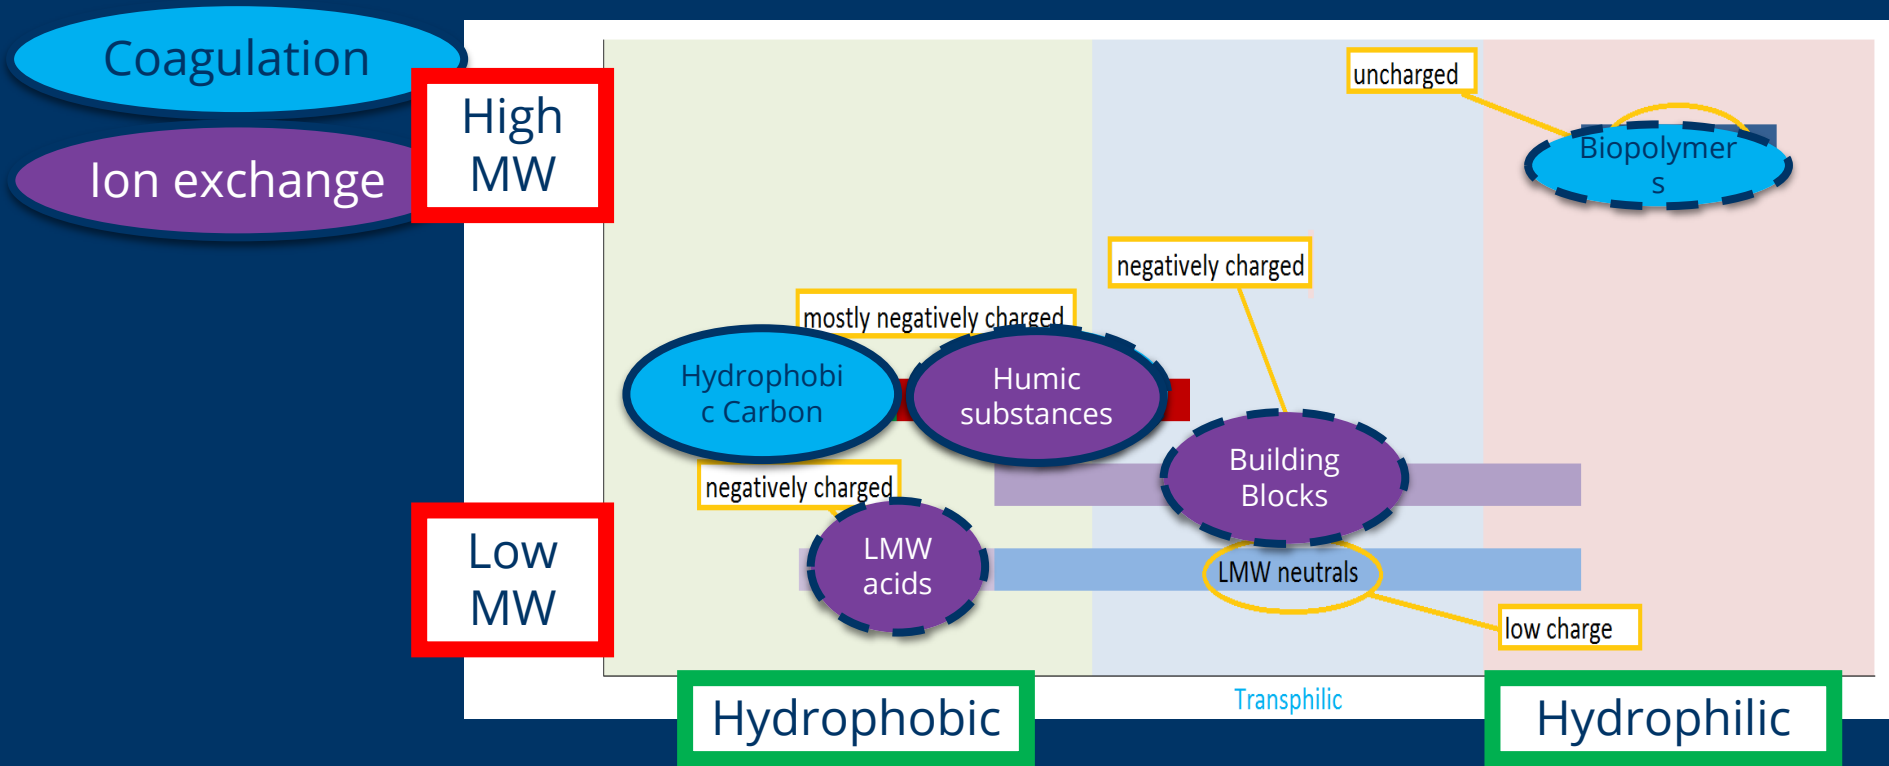 Coagulation
Ion exchange
High
MW
uncharged
Biopolymer
s
negatively charged
mostly negatively charged
Hydrophobi
c Carbon
Humic
substances
Building
Blocks
negatively charged
LMW
acids
LMW neutrals
low charge
Low
MW
Hydrophobic
Transphilic
Hydrophilic